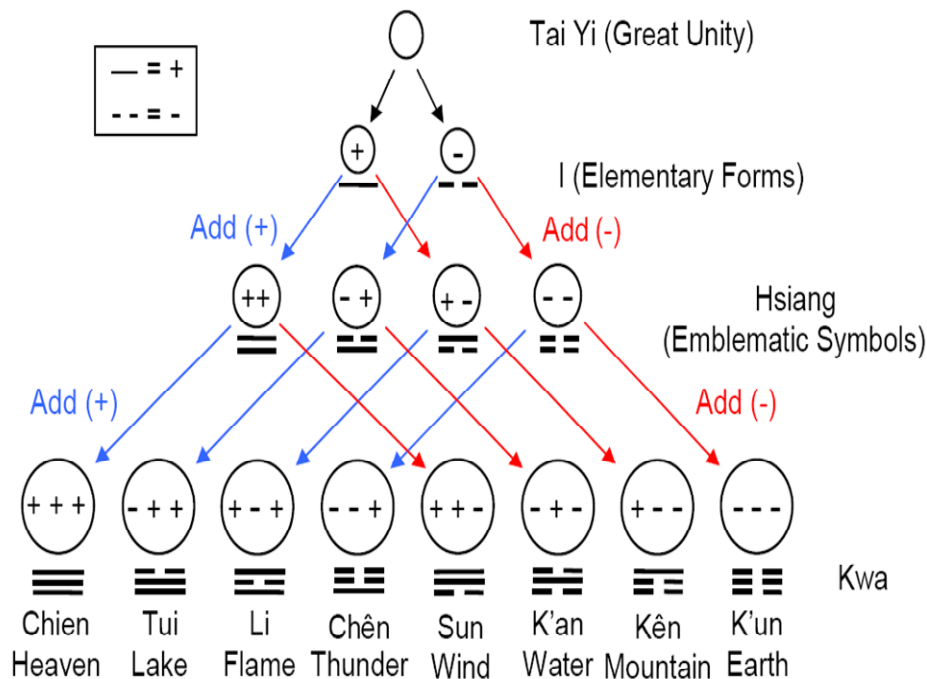 Tai Yi (Great Unity)
— = +
- - = -
+ -
I (Elementary Forms)
Add (+) Add (-)
++ - + + - - -
Hsiang
(Emblematic Symbols)
Add (+) Add (-)
+ + + - + + + - + - - + + + - - + - + - - - - -
Kwa
Chien Tui Li Chên Sun K'an Kên K'un
Heaven Lake Flame Thunder Wind Water Mountain Earth